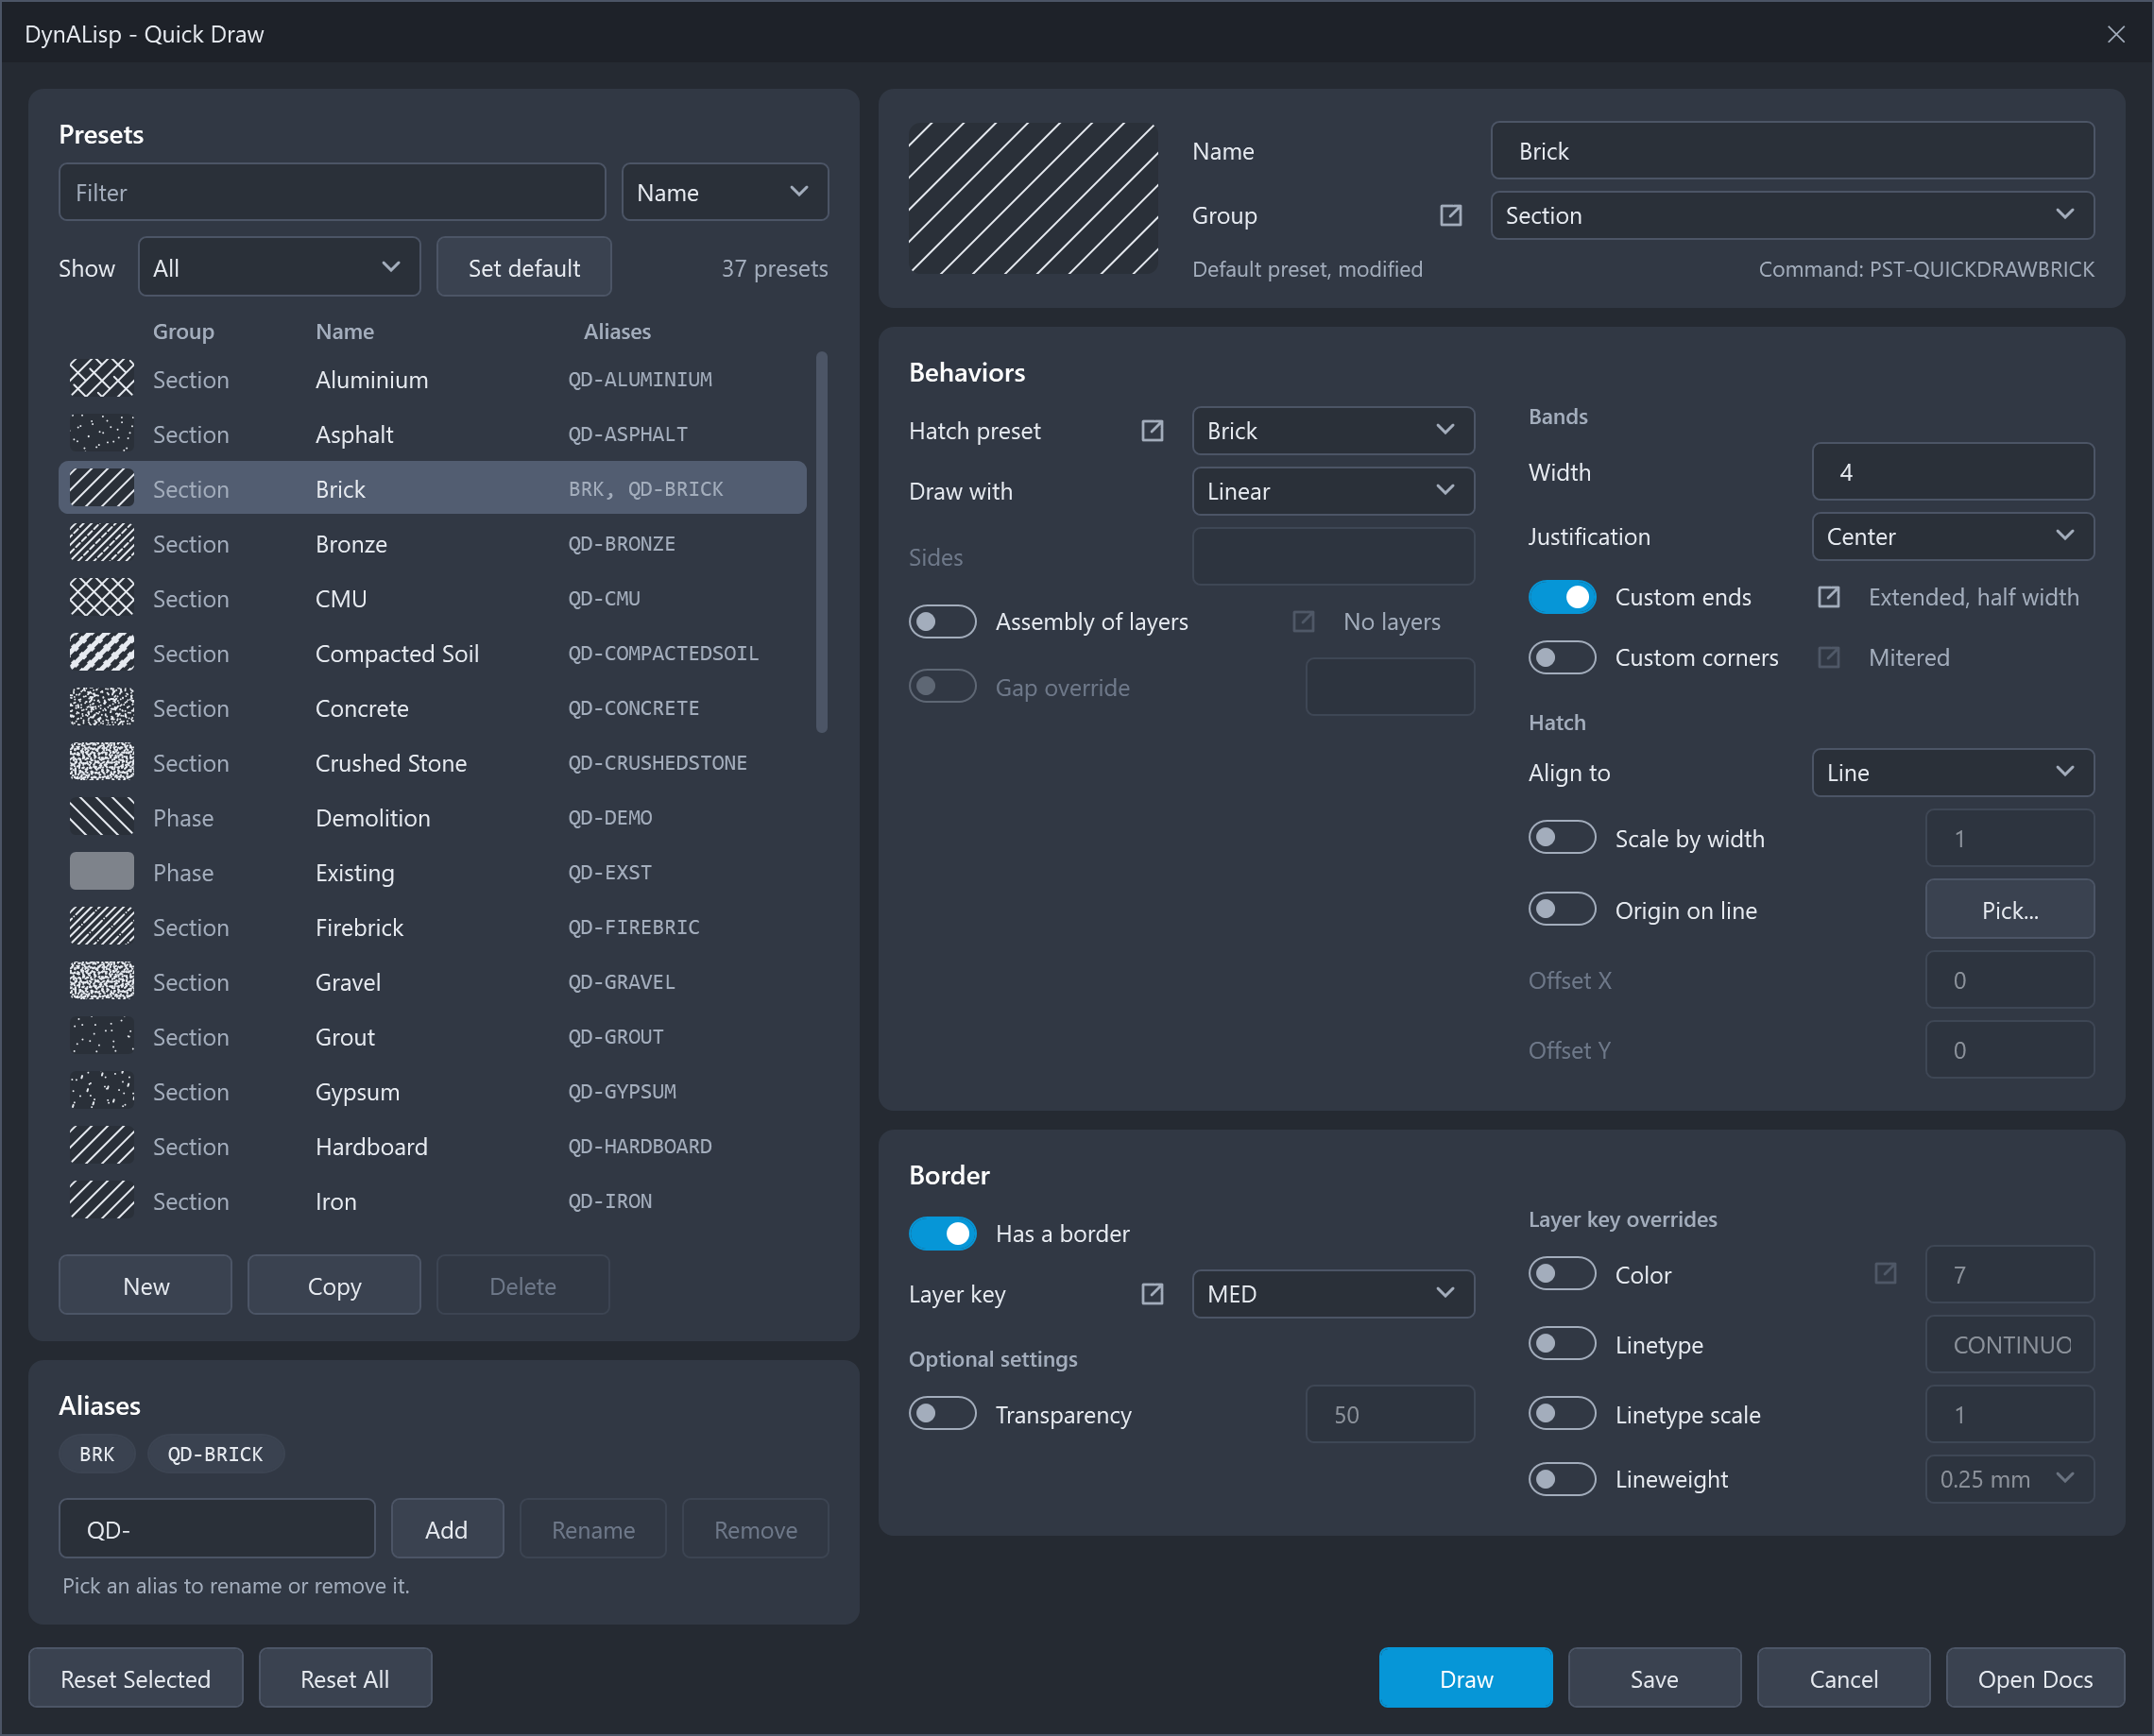 DynALisp - Quick Draw
Presets
Filter
Name
Show
All
Set default
37 presets
Group Name Aliases
Section Aluminium QD-ALUMINIUM
Section Asphalt QD-ASPHALT
Section Brick BRK, QD-BRICK
Section Bronze QD-BRONZE
Section CMU QD-CMU
Section Compacted Soil QD-COMPACTEDSOIL
Section Concrete QD-CONCRETE
Section Crushed Stone QD-CRUSHEDSTONE
Phase Demolition QD-DEMO
Phase Existing QD-EXST
Section Firebrick QD-FIREBRIC
Section Gravel QD-GRAVEL
Section Grout QD-GROUT
Section Gypsum QD-GYPSUM
Section Hardboard QD-HARDBOARD
Section Iron QD-IRON
New
Copy
Delete
Aliases
BRK
QD-BRICK
QD-
Add
Rename
Remove
Pick an alias to rename or remove it.
Reset Selected
Reset All
Name
Brick
Group
Section
Default preset, modified
Command: PST-QUICKDRAWBRICK
Behaviors
Hatch preset
Brick
Draw with
Linear
Sides
Assembly of layers
No layers
Gap override
Bands
Width
4
Justification
Center
Custom ends
Extended, half width
Custom corners
Mitered
Hatch
Align to
Line
Scale by width
1
Origin on line
Pick...
Offset X
0
Offset Y
0
Border
Has a border
Layer key
MED
Optional settings
Transparency
50
Layer key overrides
Color
7
Linetype
CONTINUO
Linetype scale
1
Lineweight
0.25 mm
Draw
Save
Cancel
Open Docs